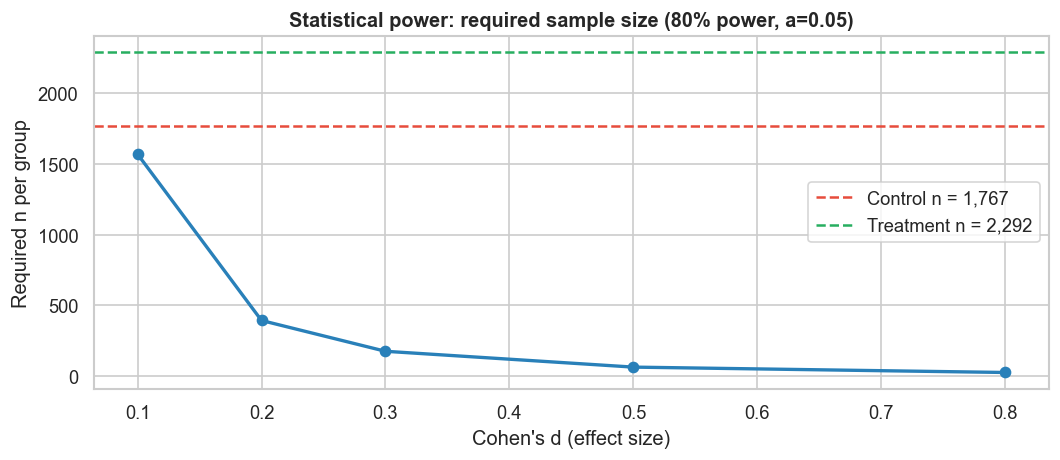 Statistical power: required sample size (80% power, a=0.05)
Required n per group
2000
1500
1000
500
0
Control n = 1,767
Treatment n = 2,292
0.1 0.2 0.3 0.4 0.5 0.6 0.7 0.8
Cohen's d (effect size)